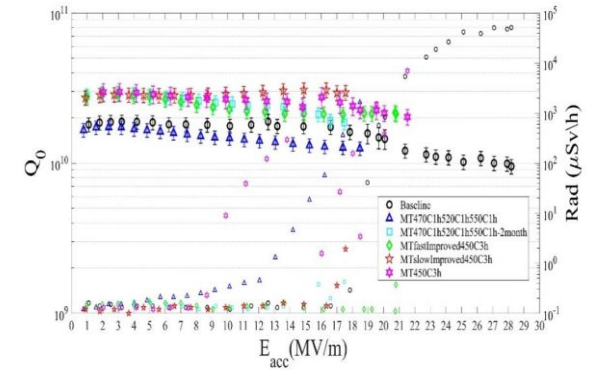 10^11
10^10
10^9
Q_0
10^5
10^4
10^3
10^2
10^1
10^0
10^-1
Rad (μSv\h)
Baseline
MT470C1h520C1h550C1h
MT470C1h520C1h550C1h-2month
MTfastImproved450C3h
MTslowImproved450C3h
MT450C3h
0 1 2 3 4 5 6 7 8 9 10 11 12 13 14 15 16 17 18 19 20 21 22 23 24 25 26 27 28 29 30
E_acc(MV/m)